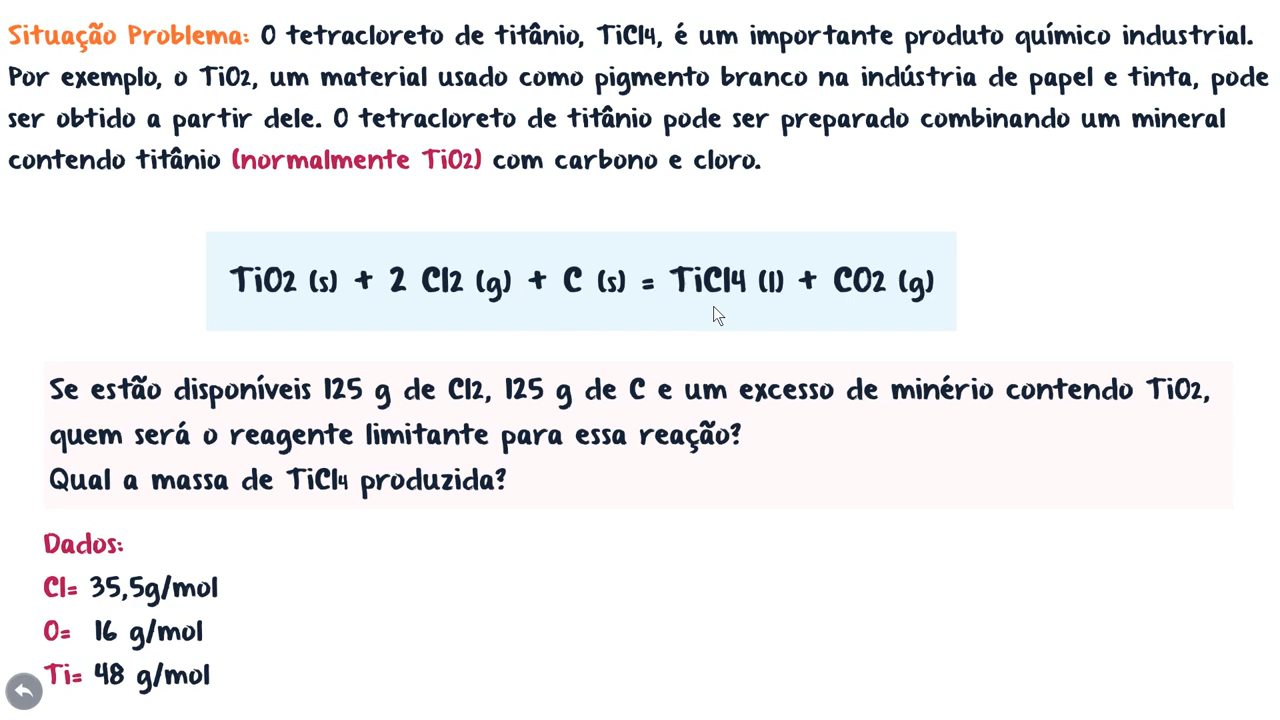 Situação Problema: O tetracloreto de titânio, TiCl4, é um importante produto químico industrial.
Por exemplo, o TiO2, um material usado como pigmento branco na indústria de papel e tinta, pode
ser obtido a partir dele. O tetracloreto de titânio pode ser preparado combinando um mineral
contendo titânio (normalmente TiO2) com carbono e cloro.
TiO2 (s) + 2 Cl2 (g) + C (s) = TiCl4 (l) + CO2 (g)
Se estão disponíveis 125 g de Cl2, 125 g de C e um excesso de minério contendo TiO2,
quem será o reagente limitante para essa reação?
Qual a massa de TiCl4 produzida?
Dados:
Cl= 35,5g/mol
O= 16 g/mol
Ti= 48 g/mol